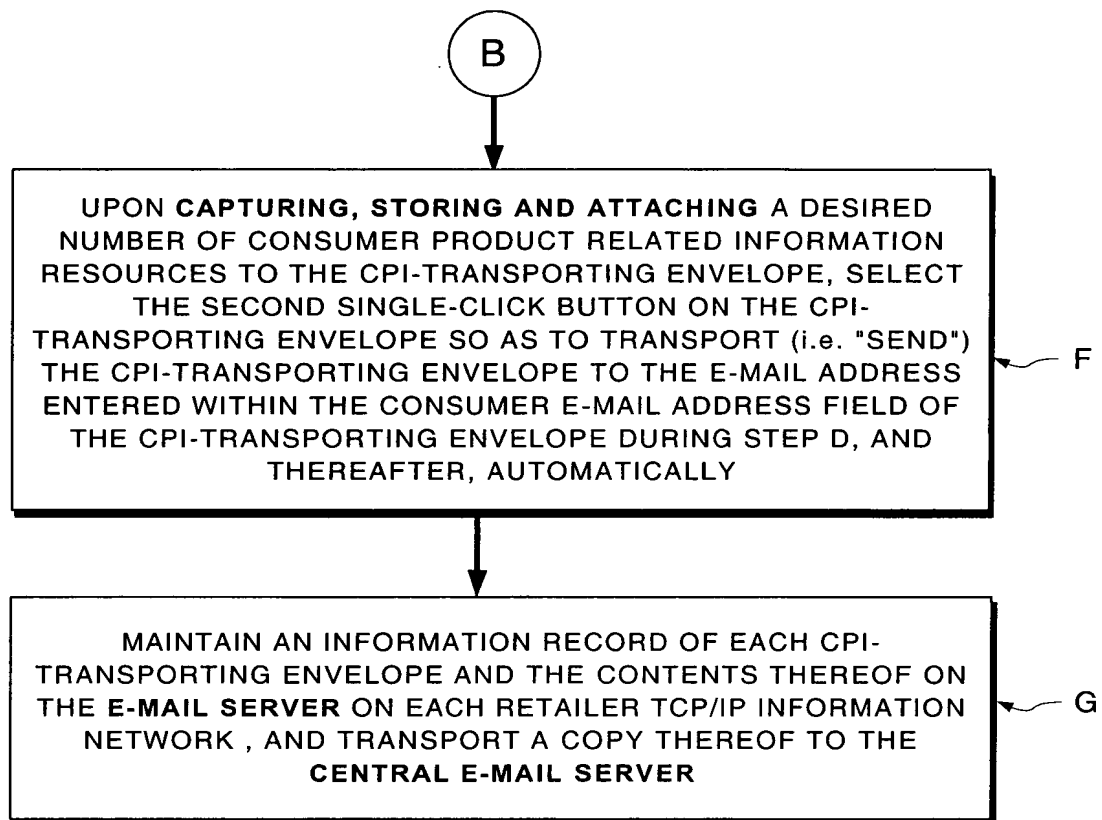 B
UPON CAPTURING, STORING AND ATTACHING A DESIRED
NUMBER OF CONSUMER PRODUCT RELATED INFORMATION
RESOURCES TO THE CPI-TRANSPORTING ENVELOPE, SELECT
THE SECOND SINGLE-CLICK BUTTON ON THE CPI-
TRANSPORTING ENVELOPE SO AS TO TRANSPORT (i.e. "SEND")
THE CPI-TRANSPORTING ENVELOPE TO THE E-MAIL ADDRESS
ENTERED WITHIN THE CONSUMER E-MAIL ADDRESS FIELD OF
THE CPI-TRANSPORTING ENVELOPE DURING STEP D, AND
THEREAFTER, AUTOMATICALLY
F
MAINTAIN AN INFORMATION RECORD OF EACH CPI-
TRANSPORTING ENVELOPE AND THE CONTENTS THEREOF ON
THE E-MAIL SERVER ON EACH RETAILER TCP/IP INFORMATION
NETWORK , AND TRANSPORT A COPY THEREOF TO THE
CENTRAL E-MAIL SERVER
G